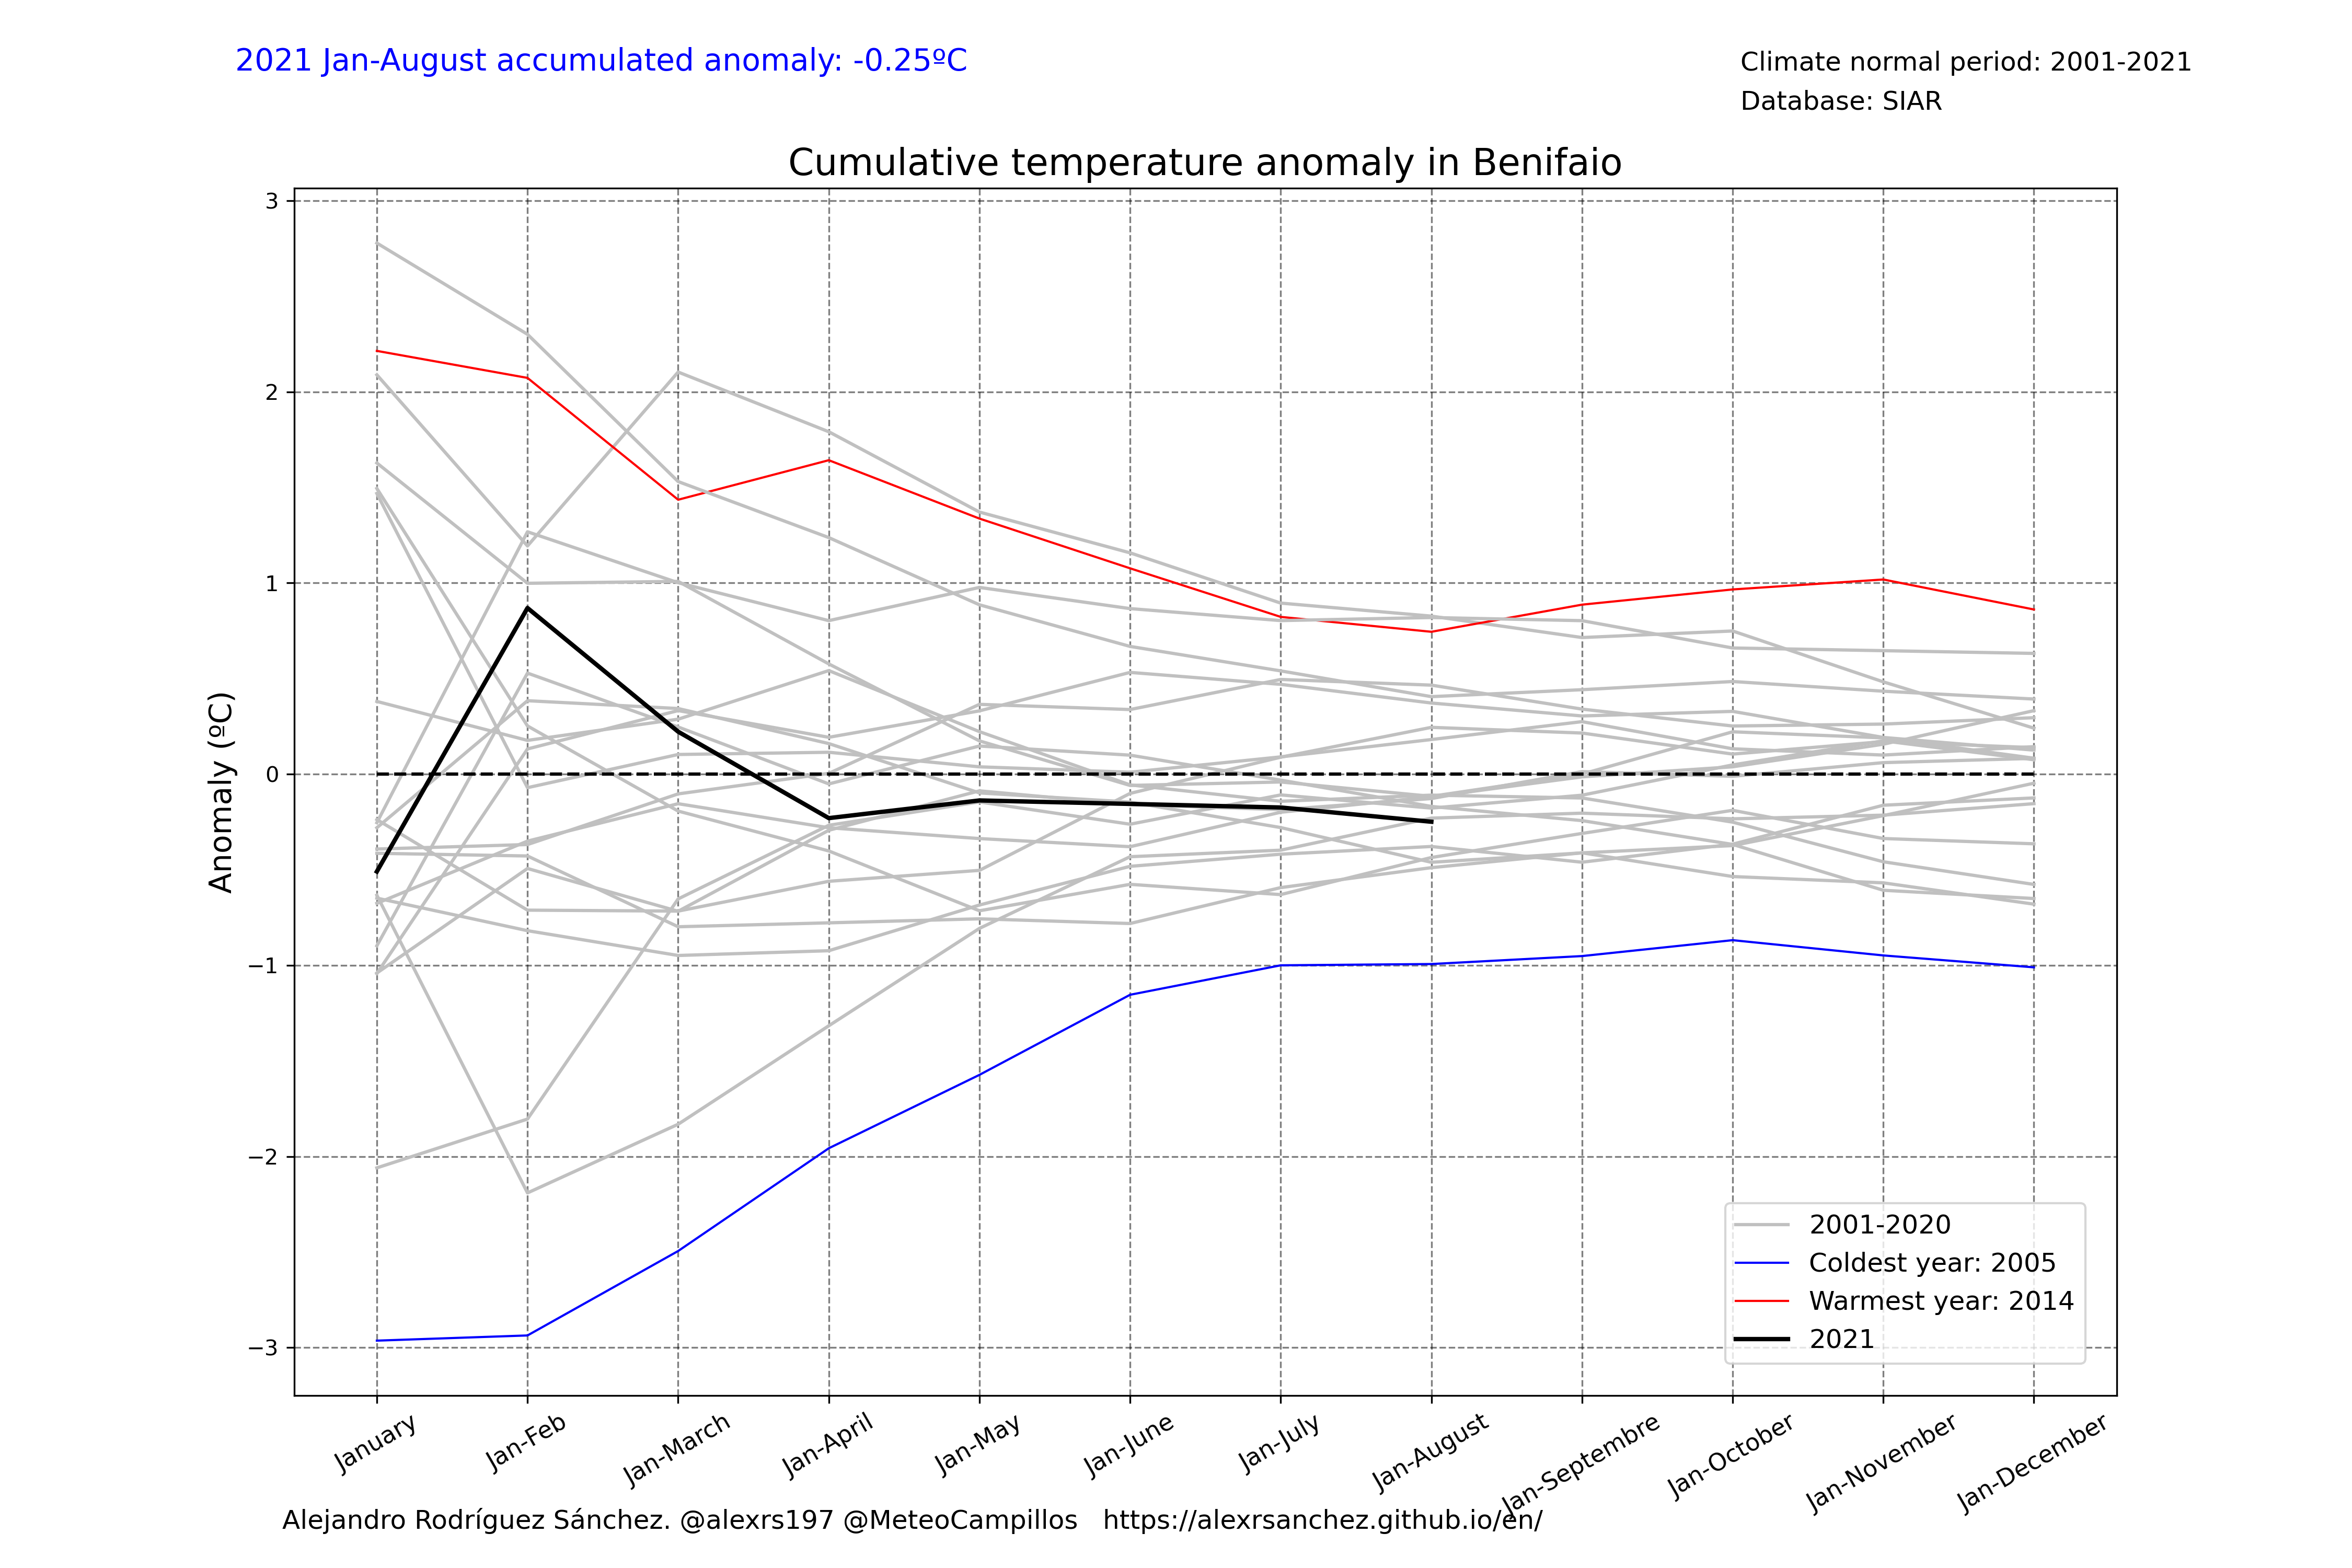 2021 Jan-August accumulated anomaly: -0.25ºC
Climate normal period: 2001-2021
Database: SIAR
Cumulative temperature anomaly in Benifaio
Anomaly (ºC)
3
2
1
0
−1
−2
−3
2001-2020
Coldest year: 2005
Warmest year: 2014
2021
January
Jan-Feb
Jan-March
Jan-April
Jan-May
Jan-June
Jan-July
Jan-August
Jan-Septembre
Jan-October
Jan-November
Jan-December
Alejandro Rodríguez Sánchez. @alexrs197 @MeteoCampillos   https://alexrsanchez.github.io/en/